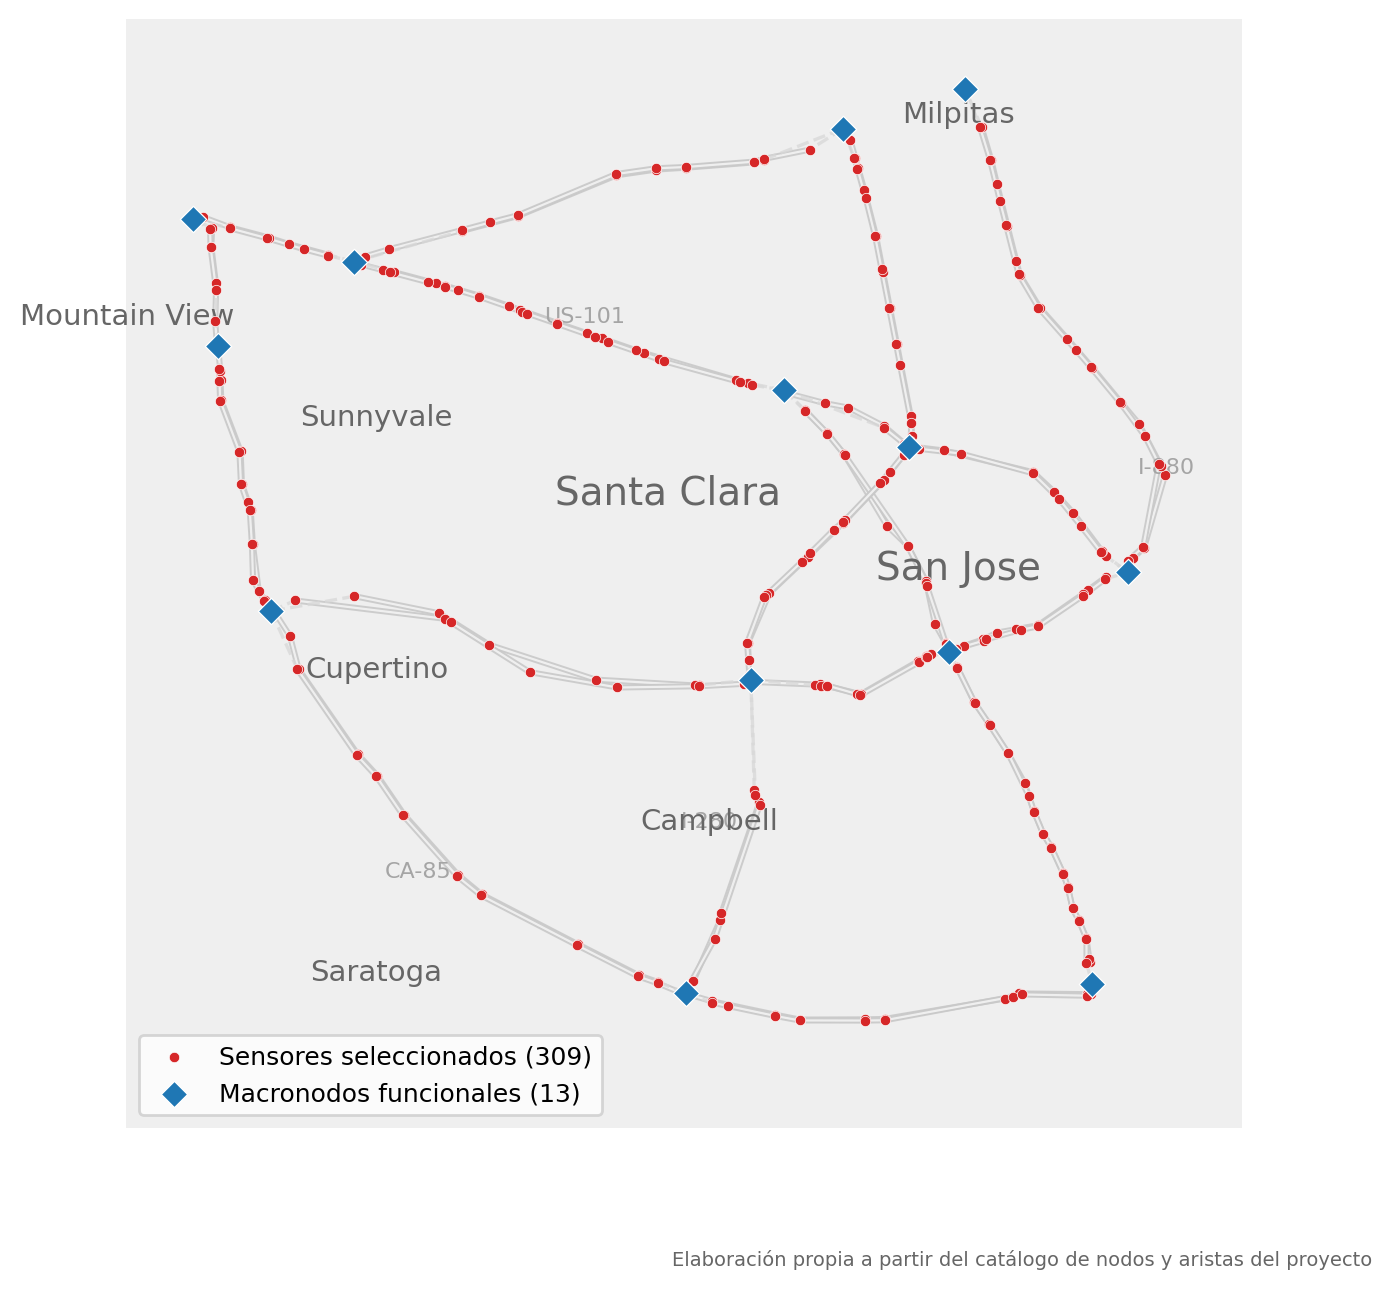 Milpitas
Mountain View
US-101
Sunnyvale
Santa Clara
San Jose
Cupertino
Campbell
CA-85
Saratoga
Sensores seleccionados (309)
Macronodos funcionales (13)
Elaboración propia a partir del catálogo de nodos y aristas del proyecto